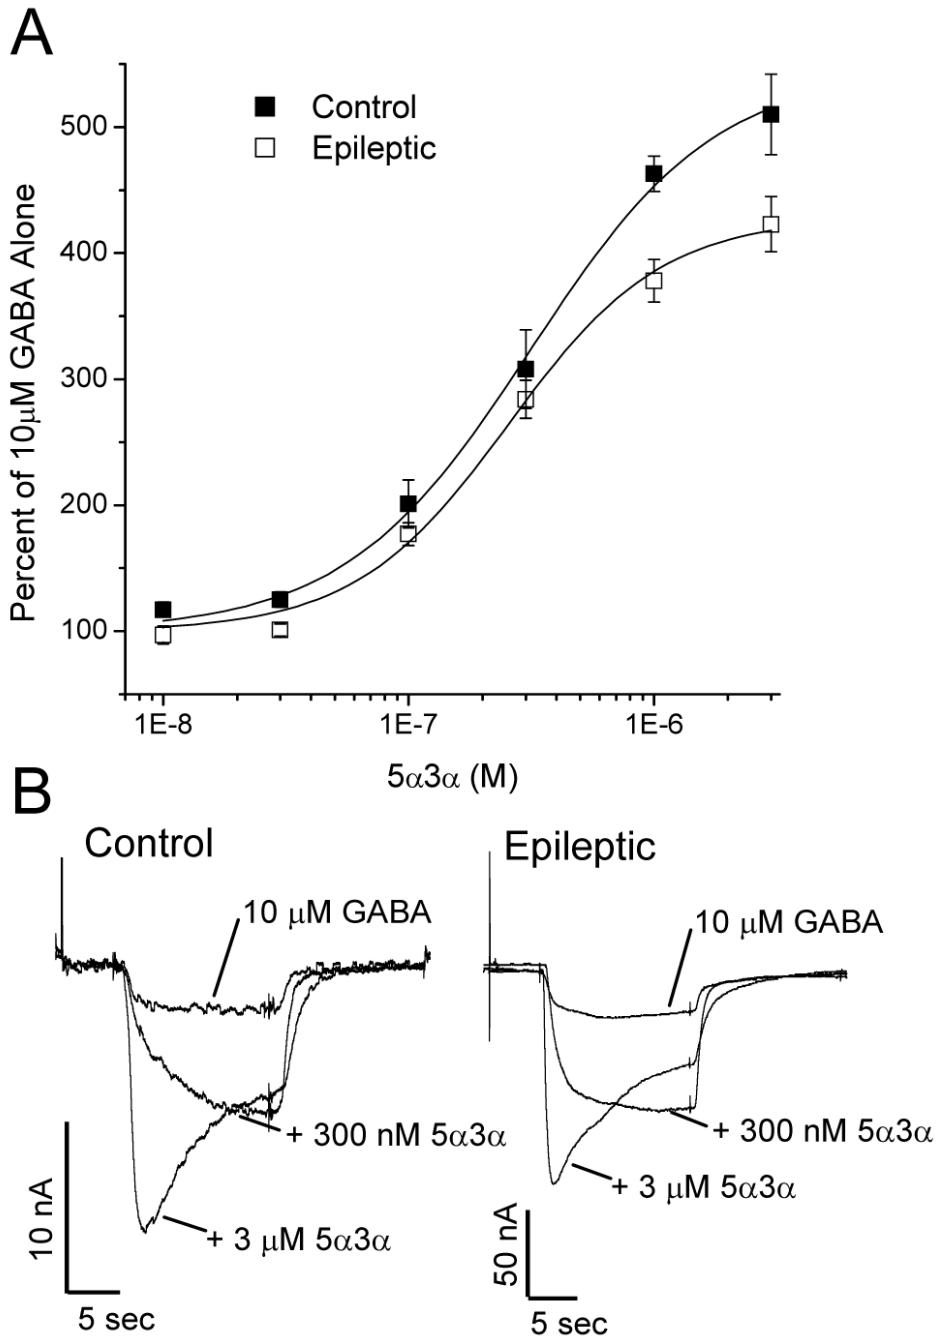 A
Control
Epileptic
500
400
300
200
100
Percent of 10μM GABA Alone
1E-8 1E-7 1E-6
5α3α (M)
B
Control
Epileptic
10 μM GABA
10 μM GABA
+ 300 nM 5α3α
+ 300 nM 5α3α
+ 3 μM 5α3α
+ 3 μM 5α3α
10 nA
5 sec
50 nA
5 sec